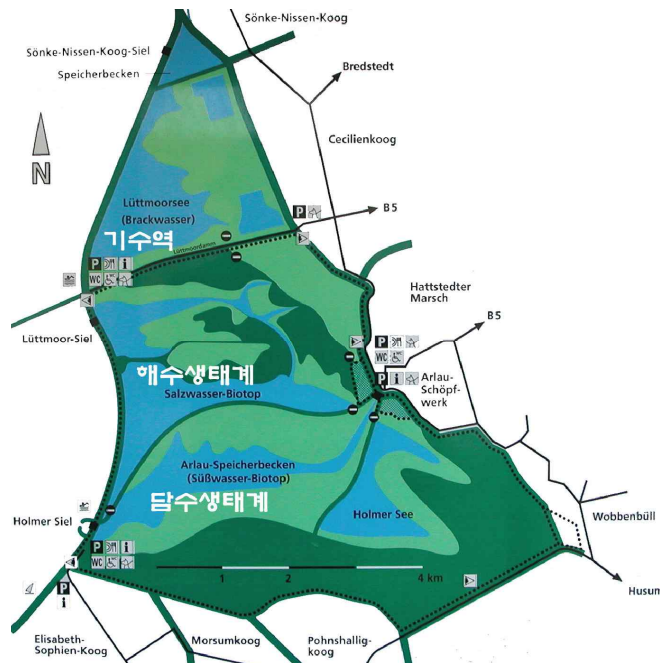 Sönke-Nissen-Koog
Sönke-Nissen-Koog-Siel
Speicherbecken
Bredstedt
Cecilienkoog
N
Lüttmoorsee
(Brackwasser)
P
B5
기수역
Lüttmoordamm
P i
WC
Hattstedter
Marsch
B5
Lüttmoor-Siel
P
WC
해수생태계
Salzwasser-Biotop
P i
Arlau-
Schöpf-
werk
Arlau-Speicherbecken
(Süßwasser-Biotop)
담수생태계
Holmer See
Holmer Siel
Wobbenbüll
P i
WC
1 2 4 km
P
i
Husum
Elisabeth-
Sophien-Koog
Morsumkoog
Pohnshallig-
koog